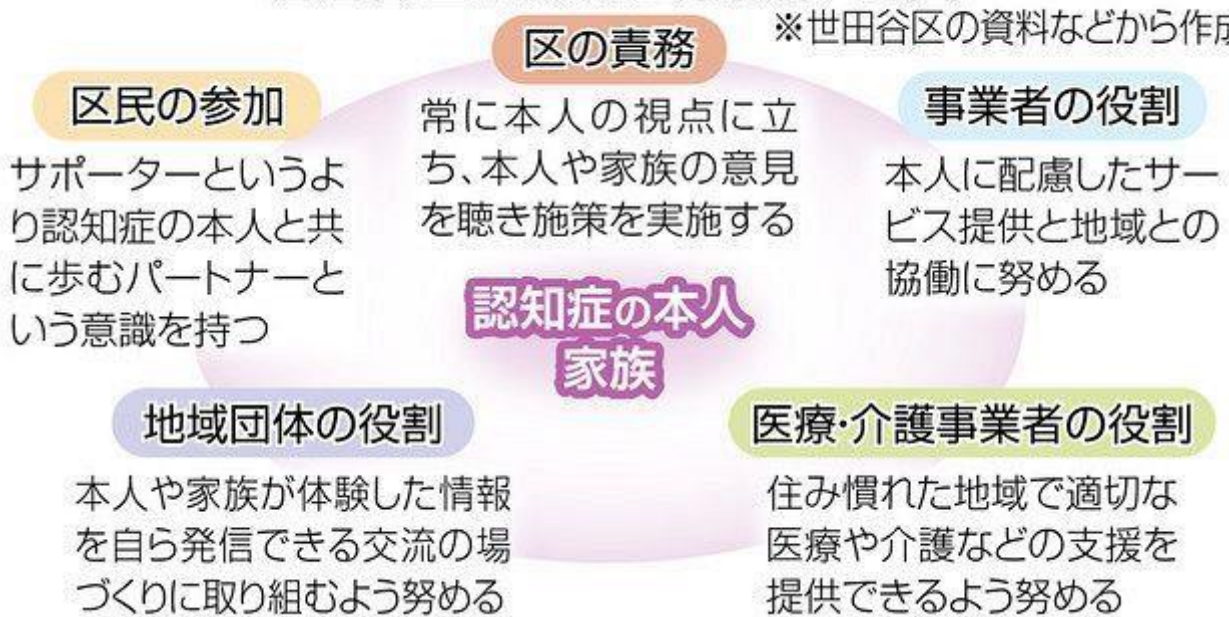 ※世田谷区の資料などから作成
区の責務
常に本人の視点に立
ち、本人や家族の意見
を聴き施策を実施する
区民の参加
サポーターというよ
り認知症の本人と共
に歩むパートナーと
いう意識を持つ
事業者の役割
本人に配慮したサー
ビス提供と地域との
協働に努める
認知症の本人
家族
地域団体の役割
本人や家族が体験した情報
を自ら発信できる交流の場
づくりに取り組むよう努める
医療・介護事業者の役割
住み慣れた地域で適切な
医療や介護などの支援を
提供できるよう努める